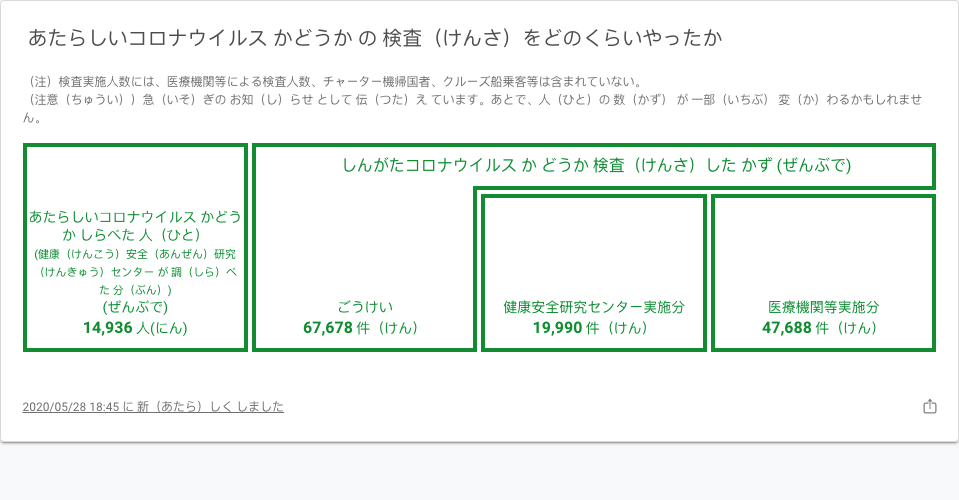 あたらしいコロナウイルス かどうか の 検査（けんさ）をどのくらいやったか
（注）検査実施人数には、医療機関等による検査人数、チャーター機帰国者、クルーズ船乗客等は含まれていない。
（注意（ちゅうい））急（いそ）ぎの お知（し）らせ として 伝（つた）え ています。あとで、人（ひと）の 数（かず） が 一部（いちぶ） 変（か）わるかもしれませ
ん。
しんがたコロナウイルス か どうか 検査（けんさ）した かず (ぜんぶで)
あたらしいコロナウイルス かどう
か しらべた 人（ひと）
(健康（けんこう）安全（あんぜん）研究
（けんきゅう）センター が 調（しら）べ
た 分（ぶん）)
(ぜんぶで)
14,936 人(にん)
ごうけい
67,678 件（けん）
健康安全研究センター実施分
19,990 件（けん）
医療機関等実施分
47,688 件（けん）
2020/05/28 18:45 に 新（あたら）しく しました